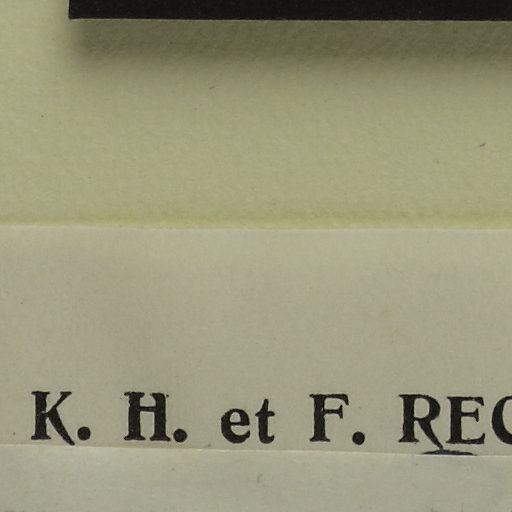 K. H. et F. REC